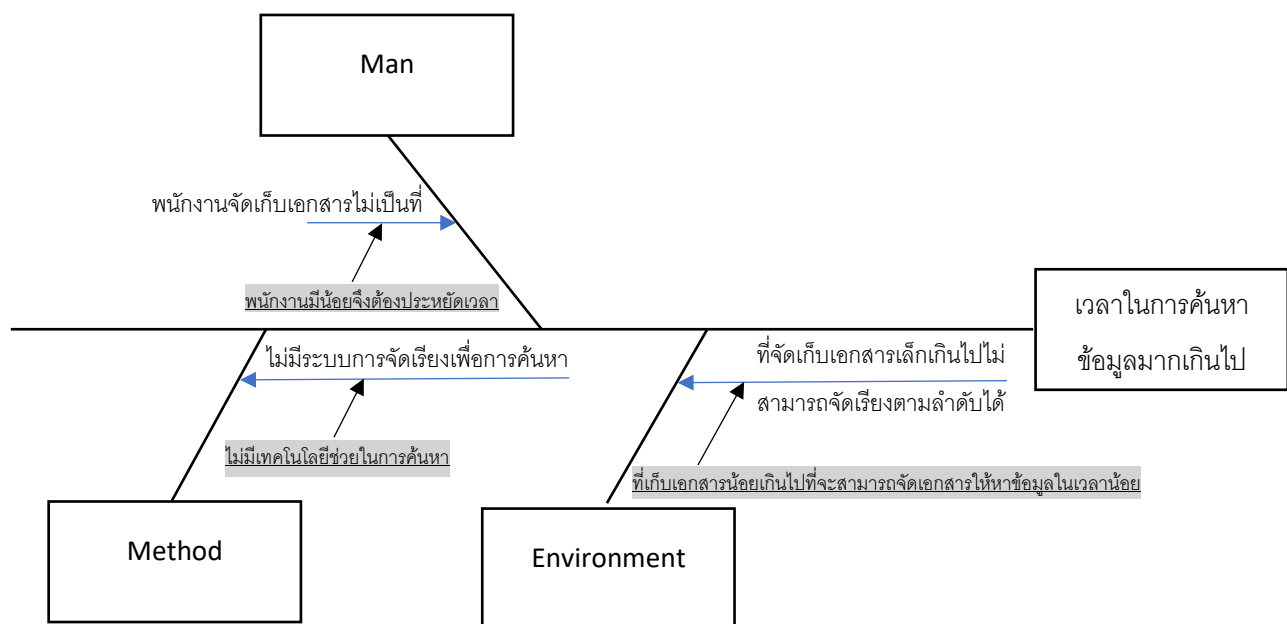 Man
พนักงานจัดเก็บเอกสารไม่เป็นที่
พนักงานมีน้อยจึงต้องประหยัดเวลา
เวลาในการค้นหา
ข้อมูลมากเกินไป
ไม่มีระบบการจัดเรียงเพื่อการค้นหา
ที่จัดเก็บเอกสารเล็กเกินไปไม่
สามารถจัดเรียงตามลำดับได้
ไม่มีเทคโนโลยีช่วยในการค้นหา
ที่เก็บเอกสารน้อยเกินไปที่จะสามารถจัดเอกสารให้หาข้อมูลในเวลาน้อย
Method
Environment